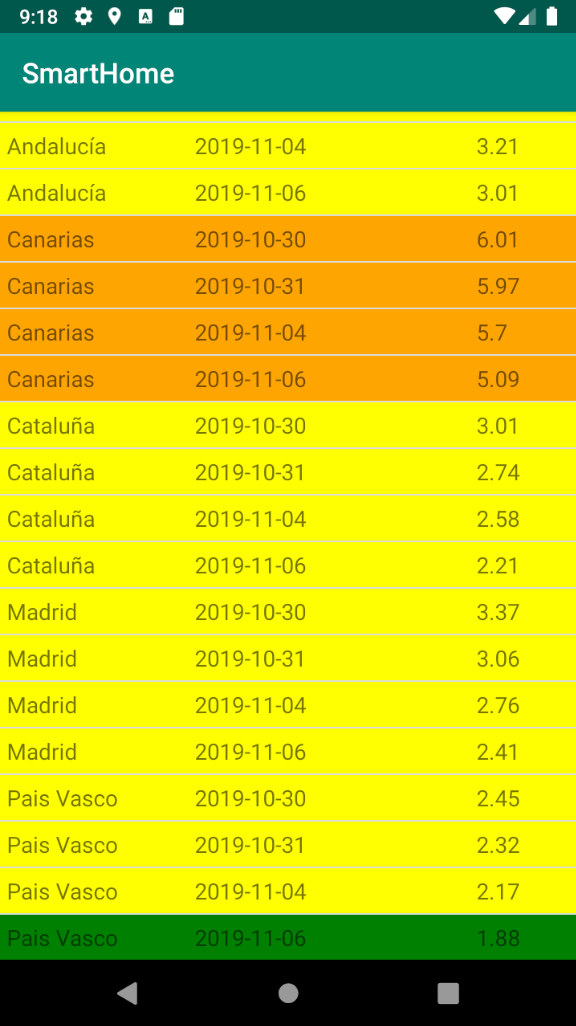 9:18
SmartHome
Andalucía 2019-11-04 3.21
Andalucía 2019-11-06 3.01
Canarias 2019-10-30 6.01
Canarias 2019-10-31 5.97
Canarias 2019-11-04 5.7
Canarias 2019-11-06 5.09
Cataluña 2019-10-30 3.01
Cataluña 2019-10-31 2.74
Cataluña 2019-11-04 2.58
Cataluña 2019-11-06 2.21
Madrid 2019-10-30 3.37
Madrid 2019-10-31 3.06
Madrid 2019-11-04 2.76
Madrid 2019-11-06 2.41
Pais Vasco 2019-10-30 2.45
Pais Vasco 2019-10-31 2.32
Pais Vasco 2019-11-04 2.17
Pais Vasco 2019-11-06 1.88